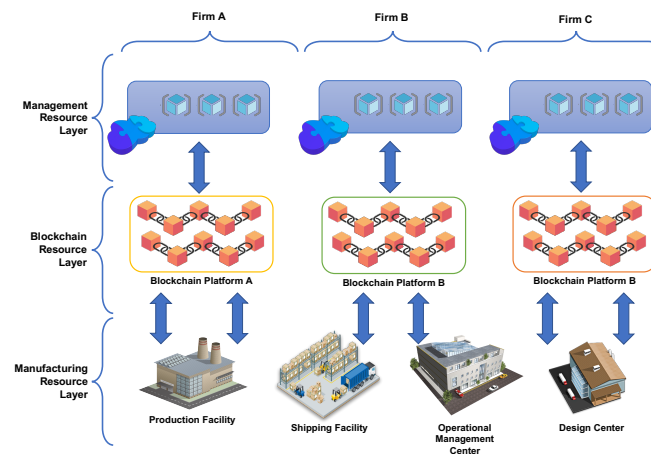 Firm A
Firm B
Firm C
Management
Resource
Layer
Blockchain
Resource
Layer
Blockchain Platform A
Blockchain Platform B
Blockchain Platform B
Manufacturing
Resource
Layer
Production Facility
Shipping Facility
Operational
Management
Center
Design Center